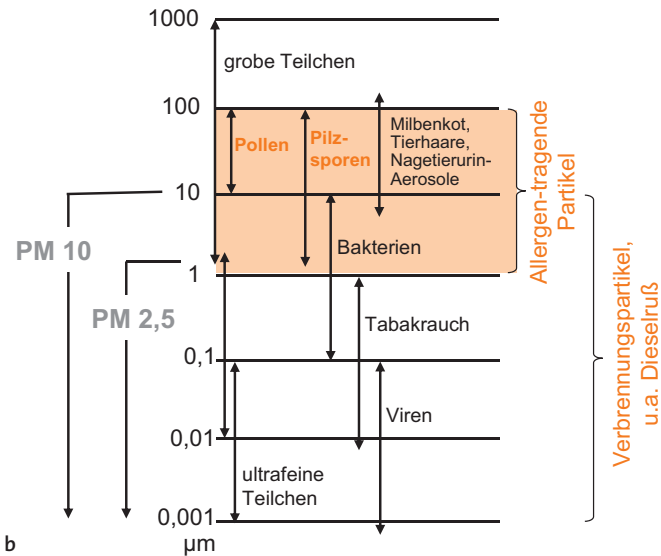 1000
grobe Teilchen
100
Pollen
Pilz-
sporen
Milbenkot,
Tierhaare,
Nagetierurin-
Aerosole
Allergen-tragende
Partikel
10
PM 10
Bakterien
1
PM 2,5
Tabakrauch
Verbrennungspartikel,
u.a. Dieselruß
0,1
Viren
0,01
ultrafeine
Teilchen
0,001
b
µm